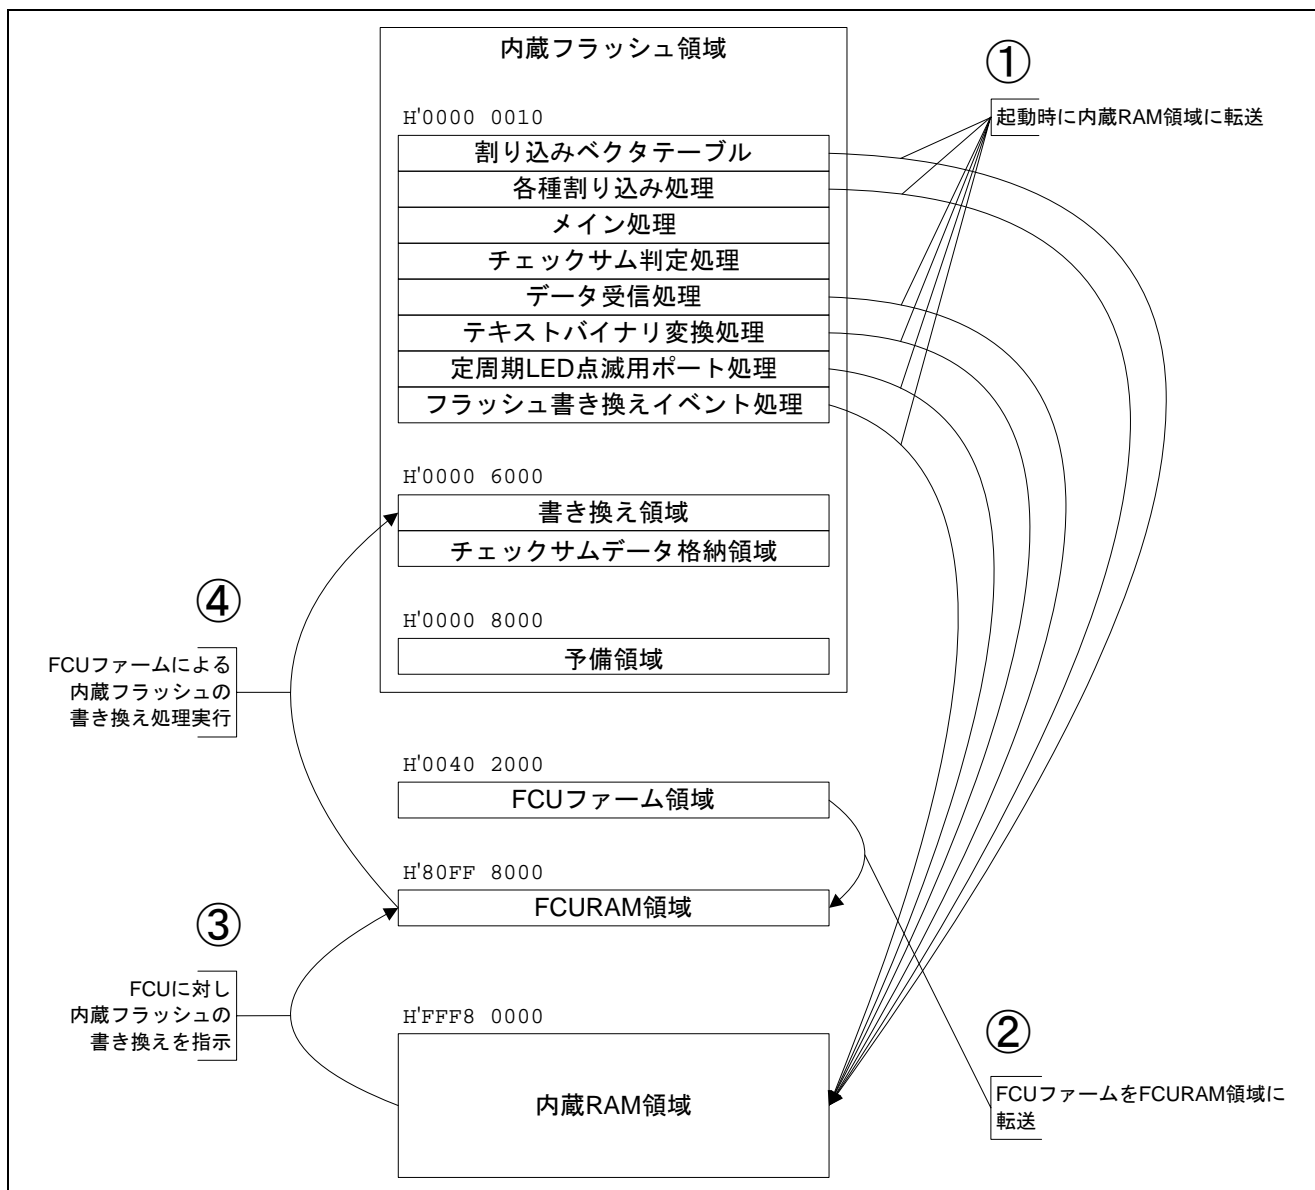 内蔵フラッシュ領域
①
起動時に内蔵RAM領域に転送
H'0000 0010
割り込みベクタテーブル
各種割り込み処理
メイン処理
チェックサム判定処理
データ受信処理
テキストバイナリ変換処理
定周期LED点滅用ポート処理
フラッシュ書き換えイベント処理
H'0000 6000
書き換え領域
チェックサムデータ格納領域
H'0000 8000
予備領域
④
FCUファームによる
内蔵フラッシュの
書き換え処理実行
H'0040 2000
FCUファーム領域
H'80FF 8000
FCURAM領域
③
FCUに対し
内蔵フラッシュの
書き換えを指示
H'FFF8 0000
内蔵RAM領域
②
FCUファームをFCURAM領域に
転送